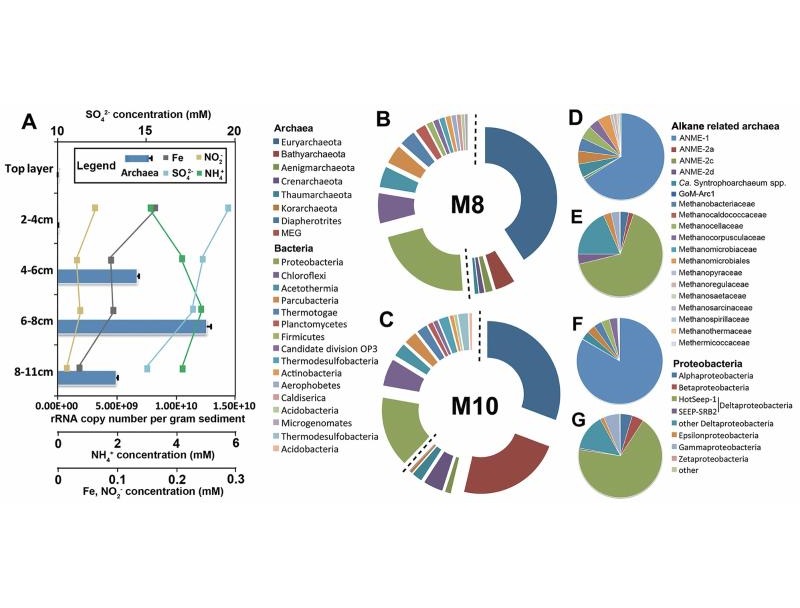 A
SO₄²⁻ concentration (mM)
10 15 20
Legend
Archaea
Fe
NO₂⁻
SO₄²⁻
NH₄⁺
Top layer
2-4cm
4-6cm
6-8cm
8-11cm
0.00E+00 5.00E+09 1.00E+10 1.50E+10
rRNA copy number per gram sediment
0 2 4 6
NH₄⁺ concentration (mM)
0 0.1 0.2 0.3
Fe, NO₂⁻ concentration (mM)
Archaea
Euryarchaeota
Bathyarchaeota
Aenigmarchaeota
Crenarchaeota
Thaumarchaeota
Korarchaeota
Diapherotrites
MEG
Bacteria
Proteobacteria
Chloroflexi
Acetothermia
Parcubacteria
Thermotogae
Planctomycetes
Firmicutes
Candidate division OP3
Thermodesulfobacteria
Actinobacteria
Aerophobetes
Caldiserica
Acidobacteria
Microgenomates
Thermodesulfobacteria
Acidobacteria
B
M8
C
M10
D
E
F
G
Alkane related archaea
ANME-1
ANME-2a
ANME-2c
ANME-2d
Ca. Syntrophoarchaeum spp.
GoM-Arc1
Methanobacteriaceae
Methanocaldococcaceae
Methanocellaceae
Methanocorpusculaceae
Methanomicrobiaceae
Methanomicrobiales
Methanopyraceae
Methanoregulaceae
Methanosaetaceae
Methanosarcinaceae
Methanospirillaceae
Methanothermaceae
Methermicoccaceae
Proteobacteria
Alphaproteobacteria
Betaproteobacteria
HotSeep-1
SEEP-SRB2
Deltaproteobacteria
other Deltaproteobacteria
Epsilonproteobacteria
Gammaproteobacteria
Zetaproteobacteria
other